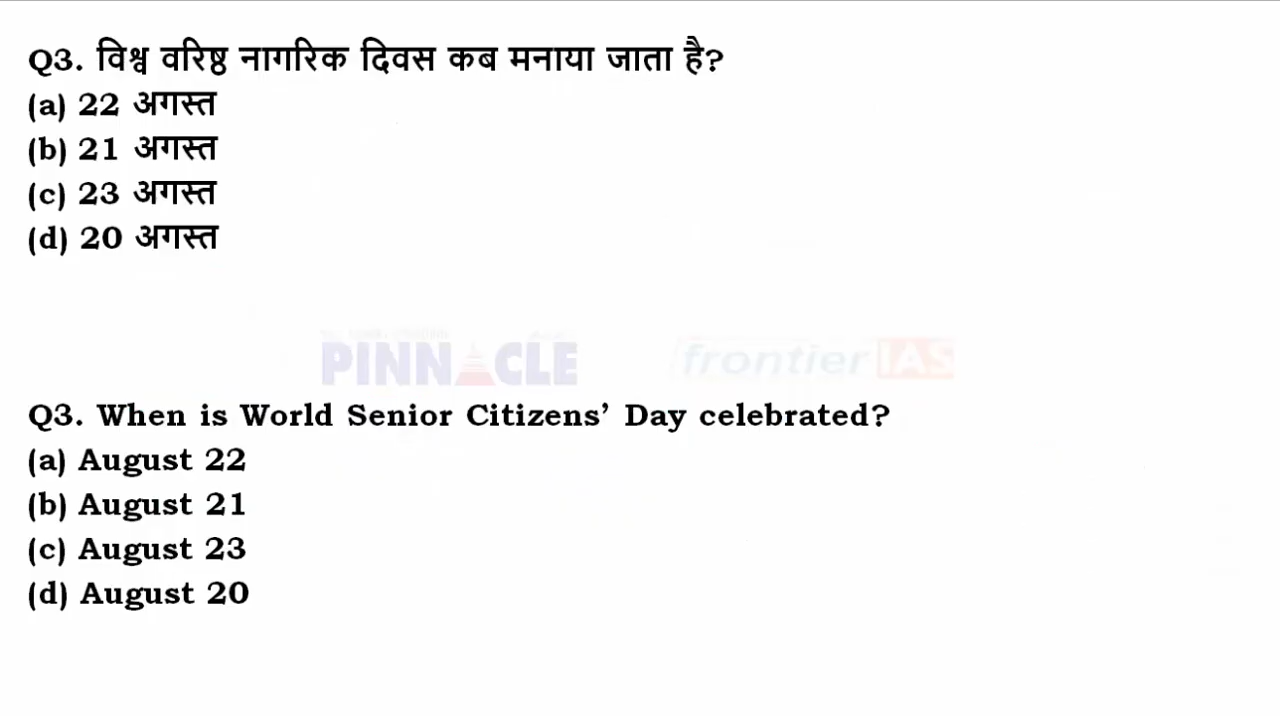 Q3. विश्व वरिष्ठ नागरिक दिवस कब मनाया जाता है?
(a) 22 अगस्त
(b) 21 अगस्त
(c) 23 अगस्त
(d) 20 अगस्त
PINNACLE frontier IAS
Q3. When is World Senior Citizens’ Day celebrated?
(a) August 22
(b) August 21
(c) August 23
(d) August 20